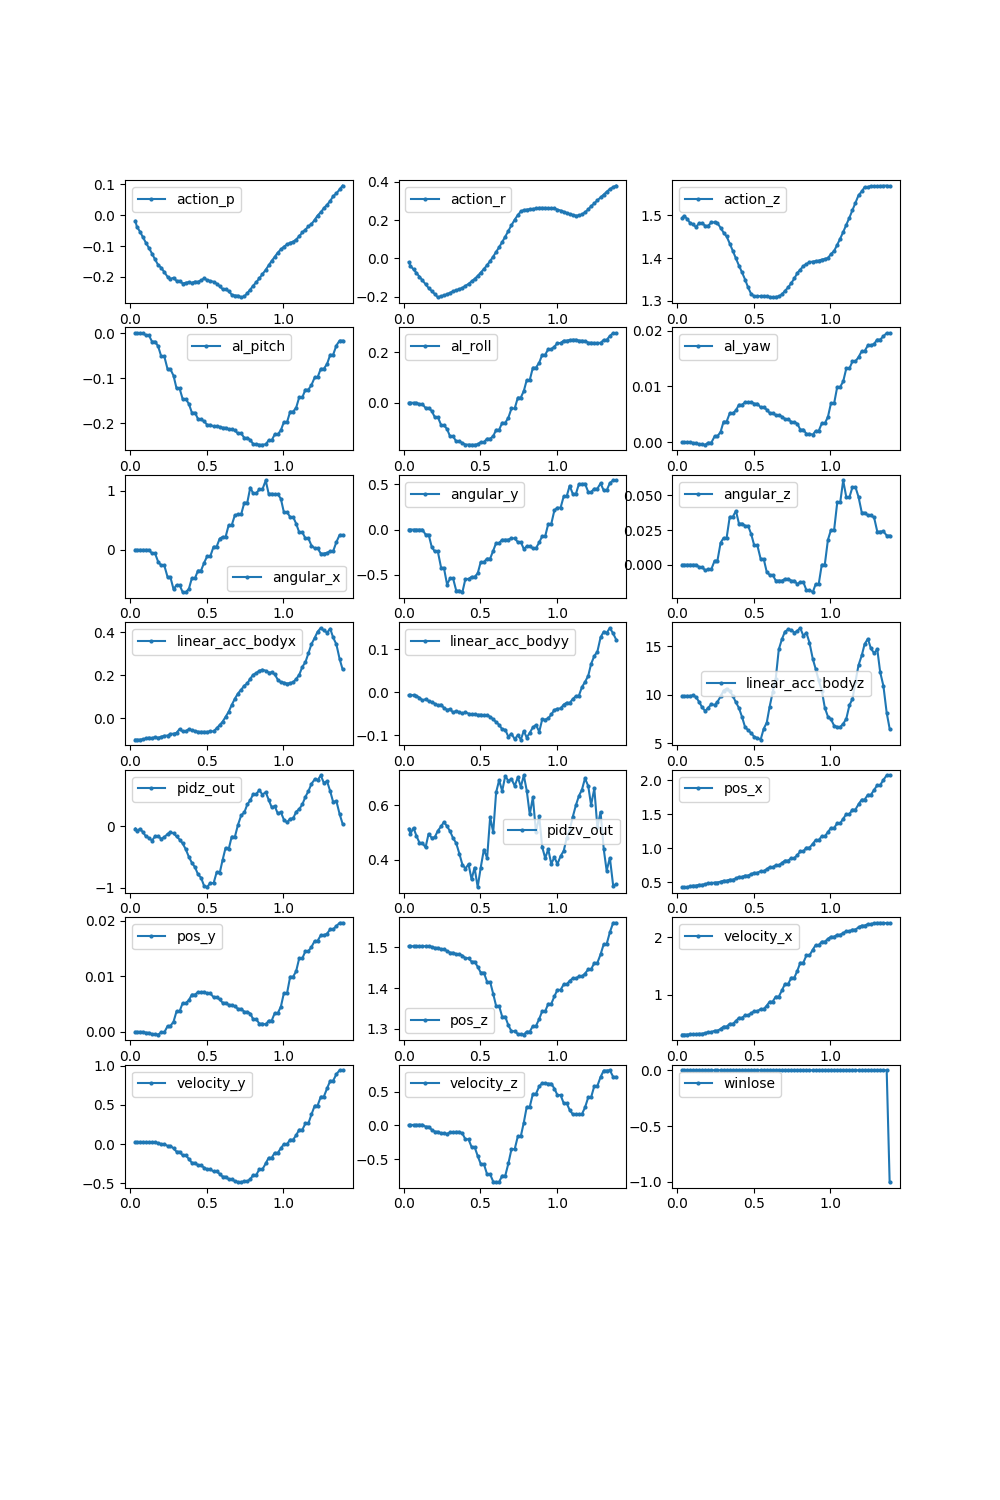 action_p
0.1
0.0
−0.1
−0.2
0.0 0.5 1.0
action_r
0.4
0.2
0.0
−0.2
0.0 0.5 1.0
action_z
1.5
1.4
1.3
0.0 0.5 1.0
al_pitch
0.0
−0.1
−0.2
0.0 0.5 1.0
al_roll
0.2
0.0
0.0 0.5 1.0
al_yaw
0.02
0.01
0.00
0.0 0.5 1.0
angular_x
1
0
0.0 0.5 1.0
angular_y
0.5
0.0
−0.5
0.0 0.5 1.0
angular_z
0.050
0.025
0.000
0.0 0.5 1.0
linear_acc_bodyx
0.4
0.2
0.0
0.0 0.5 1.0
linear_acc_bodyy
0.1
0.0
−0.1
0.0 0.5 1.0
linear_acc_bodyz
15
10
5
0.0 0.5 1.0
pidz_out
0
−1
0.0 0.5 1.0
pidzv_out
0.6
0.4
0.0 0.5 1.0
pos_x
2.0
1.5
1.0
0.5
0.0 0.5 1.0
pos_y
0.02
0.01
0.00
0.0 0.5 1.0
pos_z
1.5
1.4
1.3
0.0 0.5 1.0
velocity_x
2
1
0.0 0.5 1.0
velocity_y
1.0
0.5
0.0
−0.5
0.0 0.5 1.0
velocity_z
0.5
0.0
−0.5
0.0 0.5 1.0
winlose
0.0
−0.5
−1.0
0.0 0.5 1.0